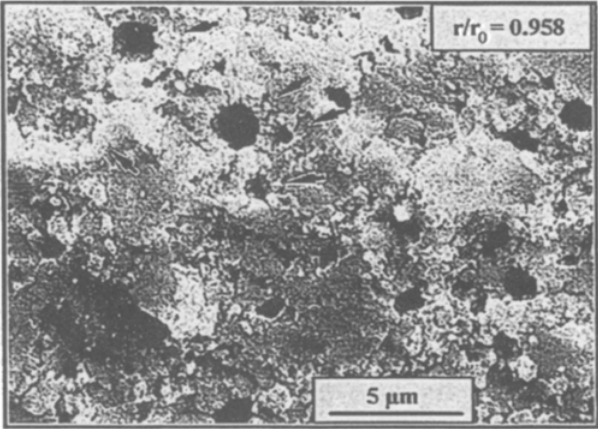 r/r₀ = 0.958
5 µm